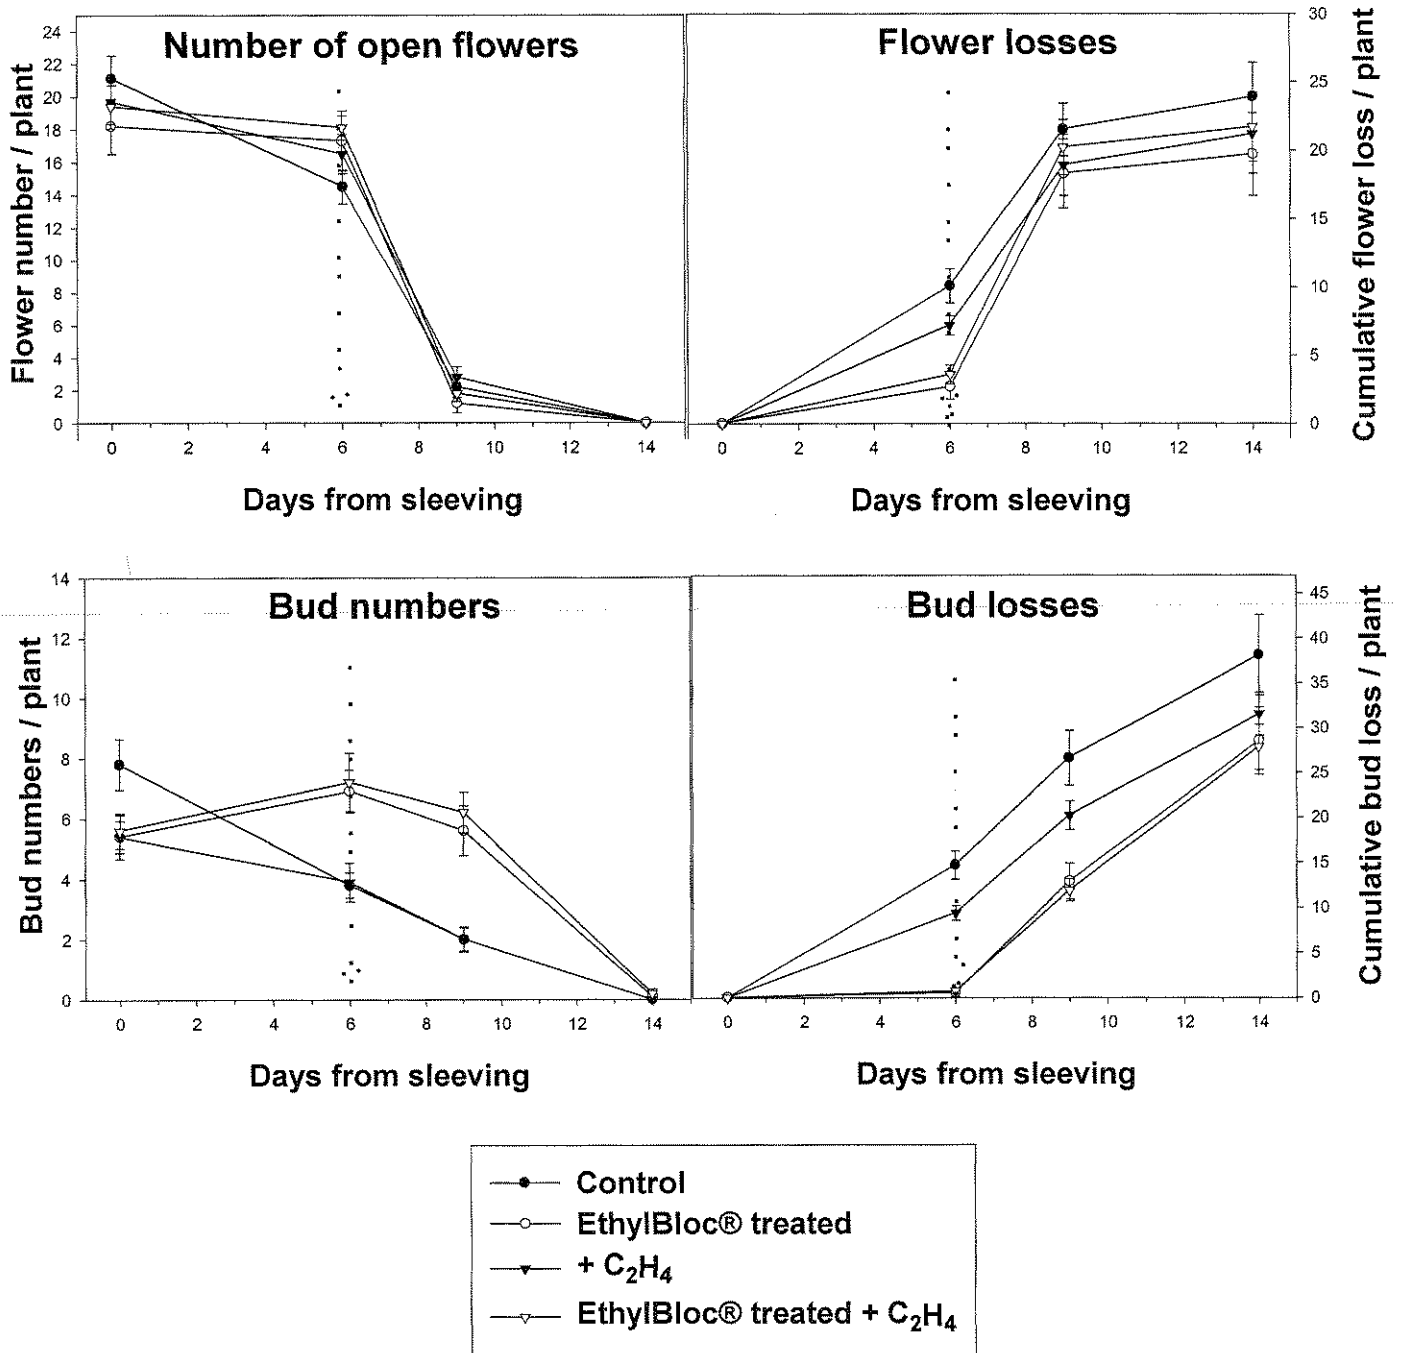 Number of open flowers
Flower number / plant
24
22
20
18
16
14
12
10
8
6
4
2
0
0 2 4 6 8 10 12 14
Days from sleeving
Flower losses
Cumulative flower loss / plant
30
25
20
15
10
5
0
0 2 4 6 8 10 12 14
Days from sleeving
Bud numbers
Bud numbers / plant
14
12
10
8
6
4
2
0
0 2 4 6 8 10 12 14
Days from sleeving
Bud losses
Cumulative bud loss / plant
45
40
35
30
25
20
15
10
5
0
0 2 4 6 8 10 12 14
Days from sleeving
Control
EthylBloc® treated
+ C₂H₄
EthylBloc® treated + C₂H₄